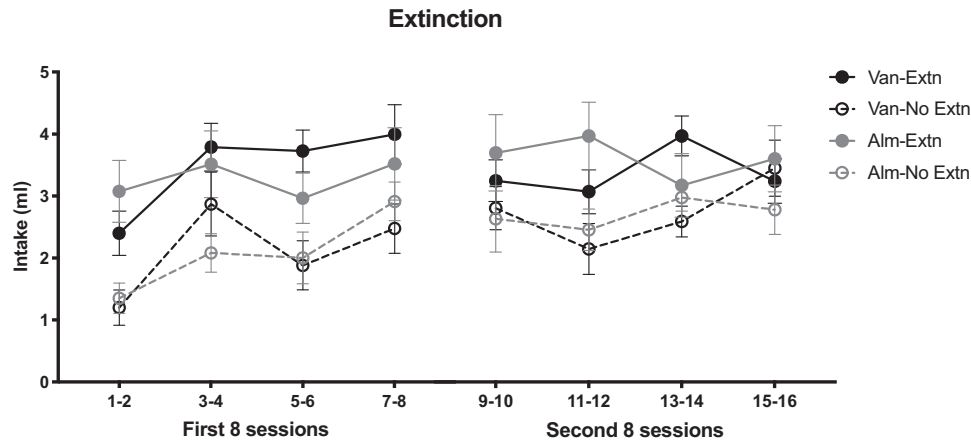 Extinction
5
4
3
2
1
0
Intake (ml)
1-2 3-4 5-6 7-8 9-10 11-12 13-14 15-16
First 8 sessions Second 8 sessions
Van-Extn
Van-No Extn
Alm-Extn
Alm-No Extn